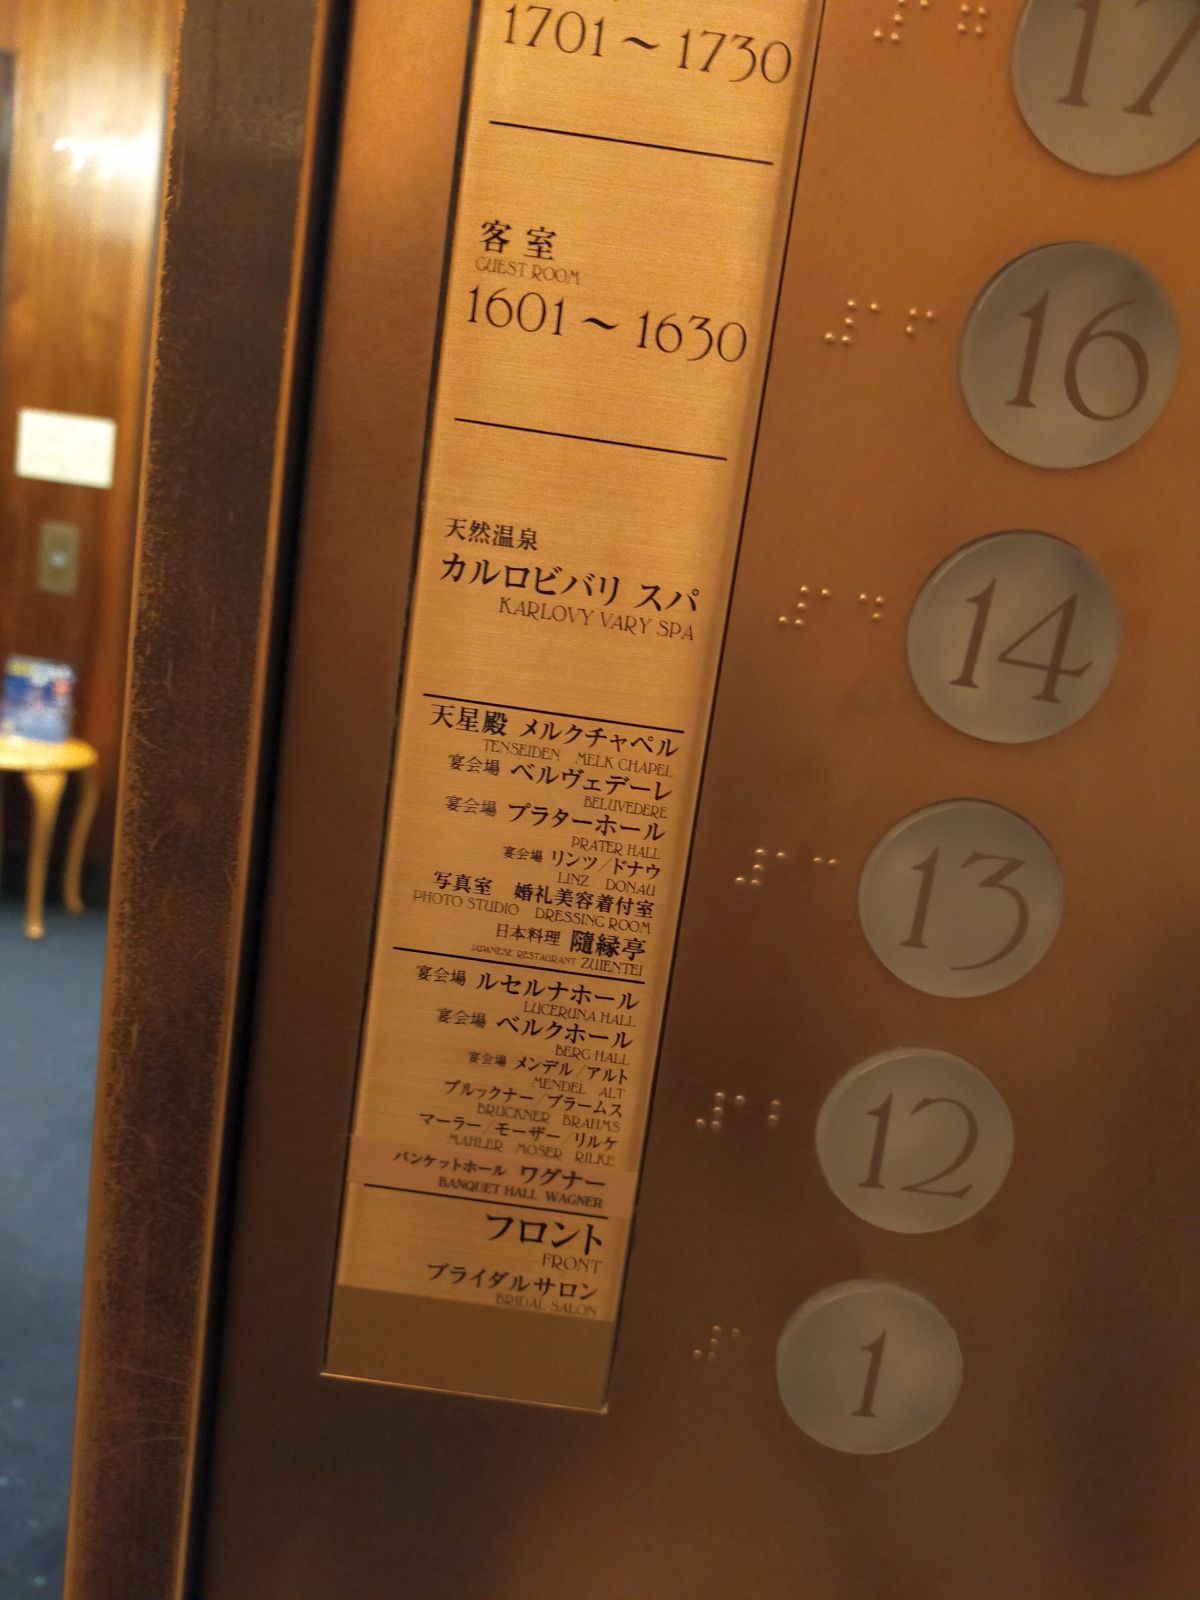 1701～1730
17
客室
GUEST ROOM
1601～1630
16
天然温泉
カルロビバリ スパ
KARLOVY VARY SPA
14
天星殿 メルクチャペル
TENSEIDEN MELK CHAPEL
宴会場 ベルヴェデーレ
BELUVEDERE
宴会場 プラターホール
PRATER HALL
宴会場 リンツ/ドナウ
LINZ DONAU
写真室 婚礼美容着付室
PHOTO STUDIO DRESSING ROOM
日本料理 隨縁亭
JAPANESE RESTAURANT ZUIENTEI
13
宴会場 ルセルナホール
LUCERUNA HALL
宴会場 ベルクホール
BERG HALL
宴会場 メンデル/アルト
MENDEL ALT
ブルックナー/ブラームス
BRUCKNER BRAHMS
マーラー/モーザー/リルケ
MAHLER MOSER RILKE
バンケットホール ワグナー
BANQUET HALL WAGNER
12
フロント
FRONT
ブライダルサロン
BRIDAL SALON
1